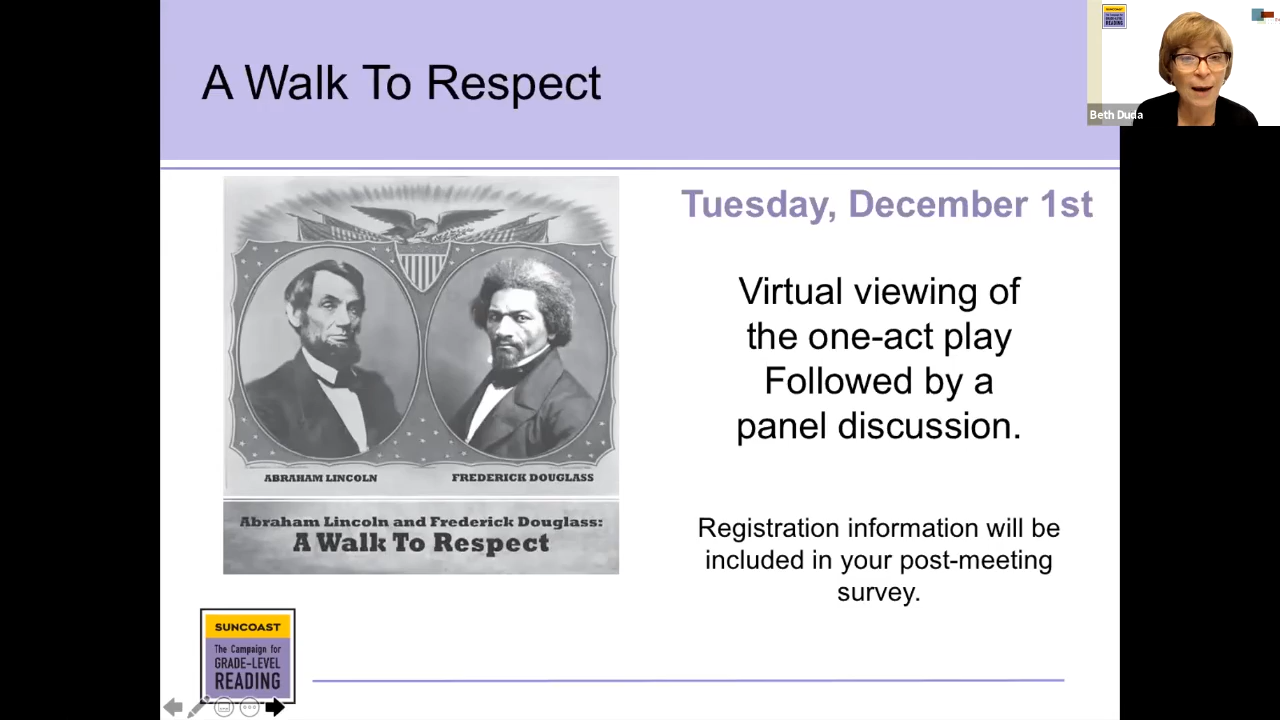 A Walk To Respect
SUNCOAST
Beth Duda
Tuesday, December 1st
Virtual viewing of
the one-act play
Followed by a
panel discussion.
Registration information will be
included in your post-meeting
survey.
ABRAHAM LINCOLN
FREDERICK DOUGLASS
Abraham Lincoln and Frederick Douglass:
A Walk To Respect
SUNCOAST
The Campaign for
GRADE-LEVEL
READING